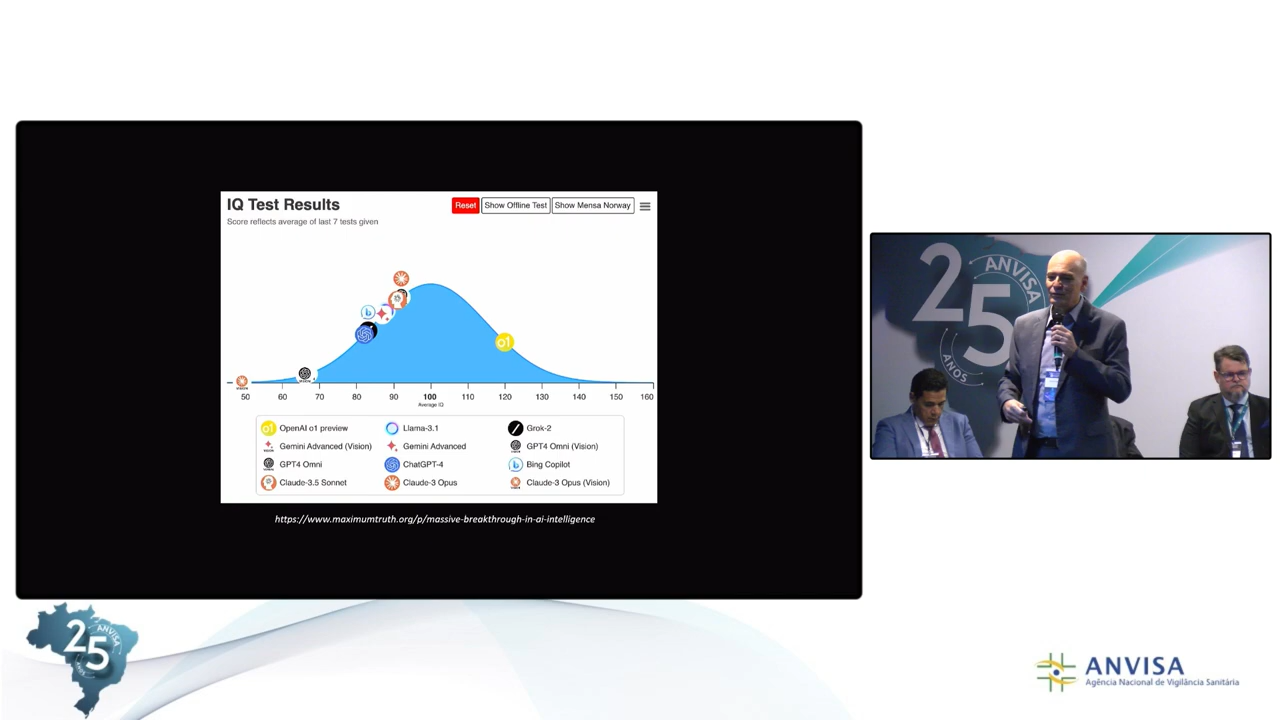 IQ Test Results
Reset
Show Offline Test
Show Mensa Norway
Score reflects average of last 7 tests given
b
o1
50 60 70 80 90 100 110 120 130 140 150 160
Average IQ
o1 OpenAI o1 preview
Llama-3.1
Grok-2
Gemini Advanced (Vision)
Gemini Advanced
GPT4 Omni (Vision)
GPT4 Omni
ChatGPT-4
Bing Copilot
Claude-3.5 Sonnet
Claude-3 Opus
Claude-3 Opus (Vision)
https://www.maximumtruth.org/p/massive-breakthrough-in-ai-intelligence
25
ANVISA
ANOS
25
ANVISA
ANOS
ANVISA
Agência Nacional de Vigilância Sanitária